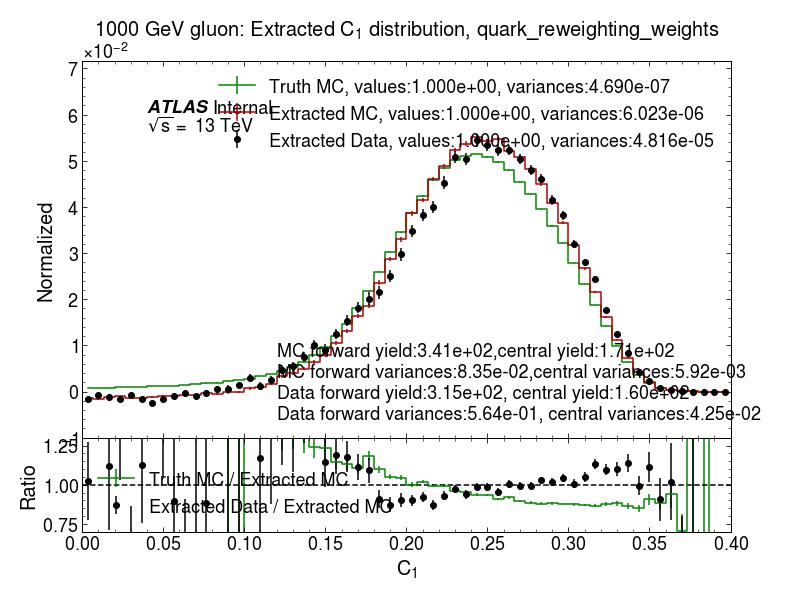 1000 GeV gluon: Extracted C₁ distribution, quark_reweighting_weights
×10⁻²
Truth MC, values:1.000e+00, variances:4.690e-07
ATLAS Internal
Extracted MC, values:1.000e+00, variances:6.023e-06
√s = 13 TeV
Extracted Data, values:1.000e+00, variances:4.816e-05
7
6
5
4
3
2
1
0
Normalized
MC forward yield:3.41e+02,central yield:1.71e+02
MC forward variances:8.35e-02,central variances:5.92e-03
Data forward yield:3.15e+02, central yield:1.60e+02
Data forward variances:5.64e-01, central variances:4.25e-02
1.25
1.00
0.75
Ratio
Truth MC / Extracted MC
Extracted Data / Extracted MC
0.00 0.05 0.10 0.15 0.20 0.25 0.30 0.35 0.40
C₁